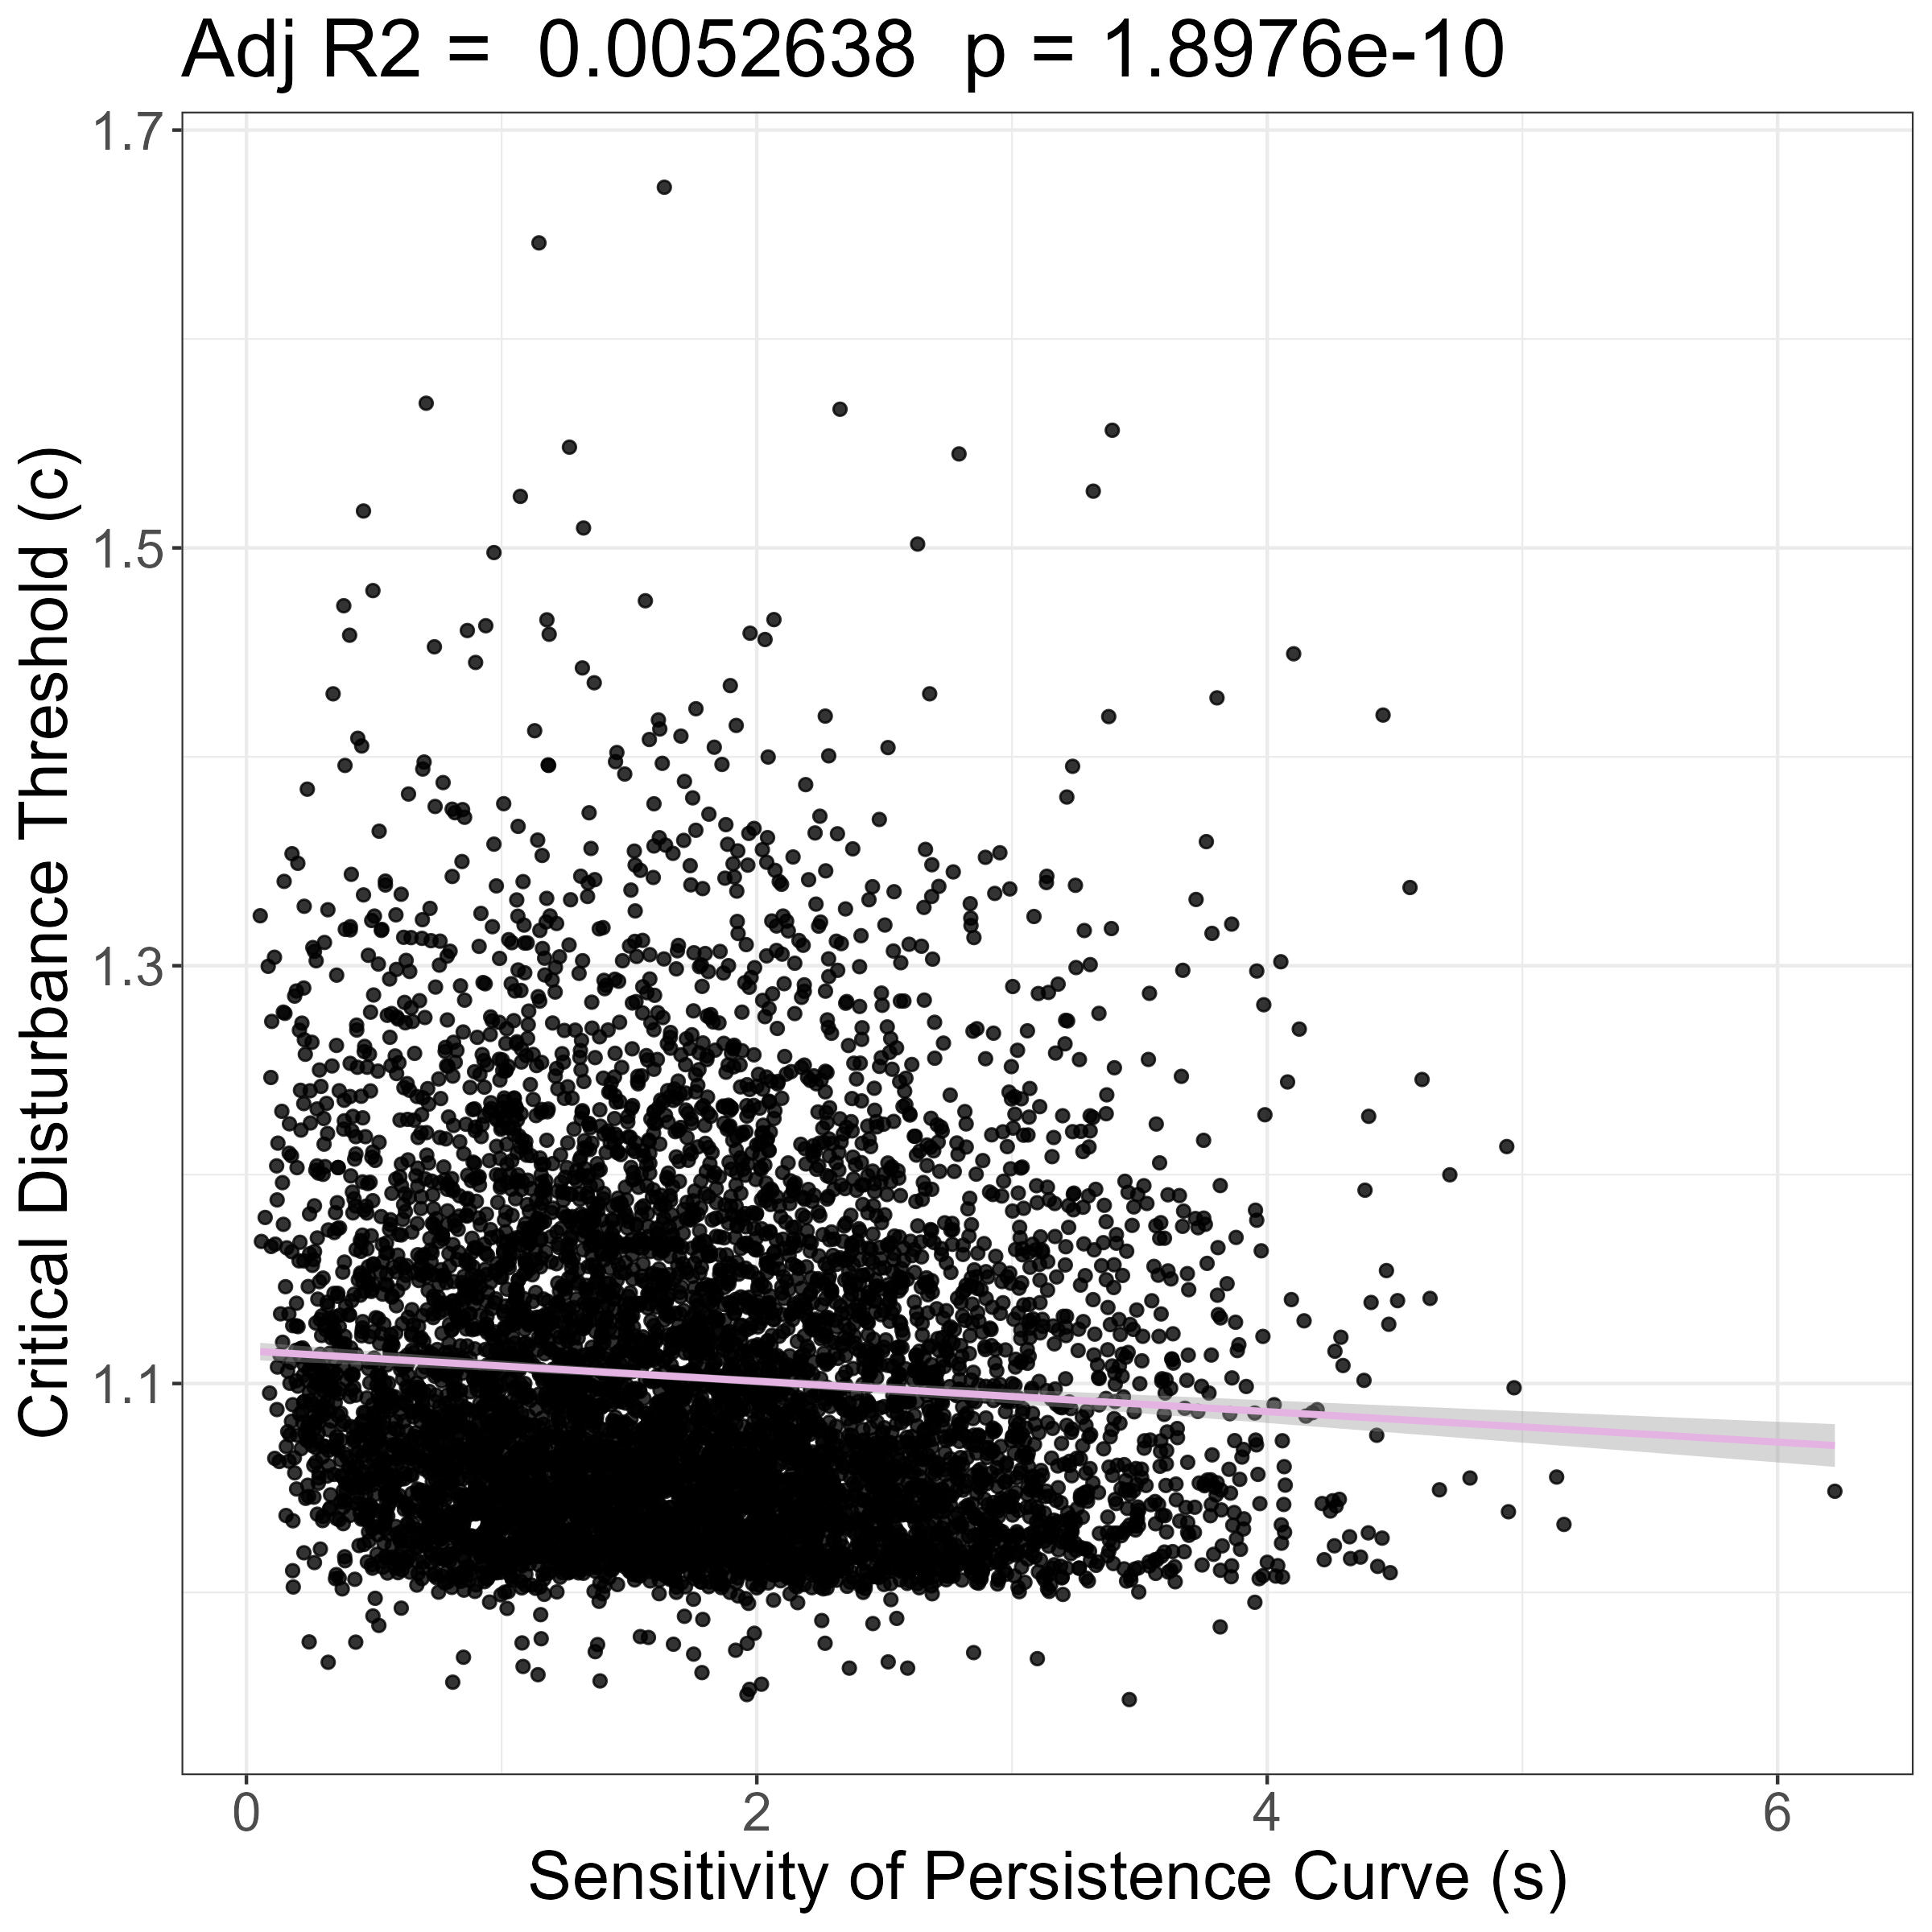 Adj R2 = 0.0052638 p = 1.8976e-10
1.7
1.5
1.3
1.1
Critical Disturbance Threshold (c)
0 2 4 6
Sensitivity of Persistence Curve (s)